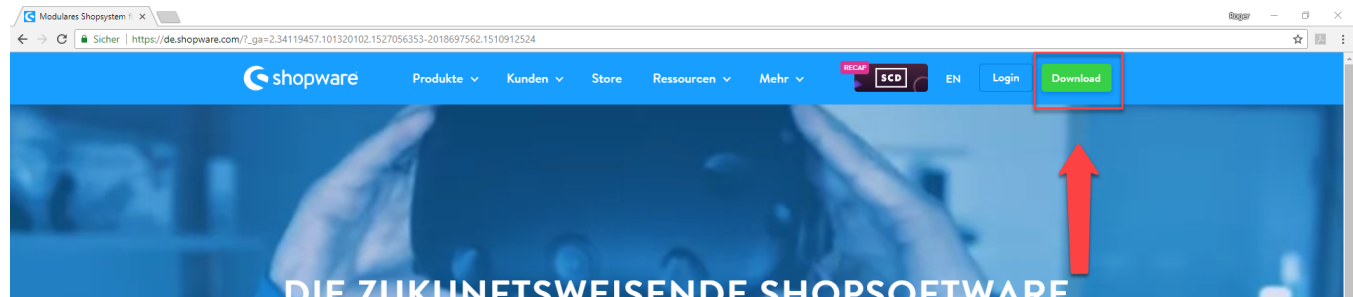 Modulares Shopsystem f
Roger
Sicher | https://de.shopware.com/?_ga=2.34119457.101320102.1527056353-2018697562.1510912524
shopware
Produkte
Kunden
Store
Ressourcen
Mehr
RECAP
SCD
EN
Login
Download
DIE ZUKUNFTSWEISENDE SHOPSOFTWARE